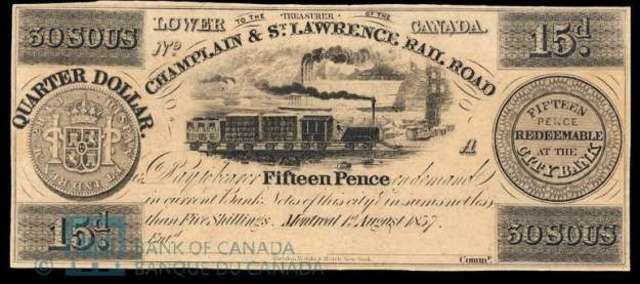 LOWER TO THE TREASURER OF THE CANADA.
30 SOUS
15d
No
CHAMPLAIN & ST. LAWRENCE RAIL ROAD
QUARTER DOLLAR.
FIFTEEN
PENCE
REDEEMABLE
AT THE
CITY BANK
A
Pay to bearer Fifteen Pence on demand
in current Bank Notes of this city in sums not less
than Five Shillings. Montreal 1st August 1837.
15d
30 SOUS
Regd
Comr.
© BANK OF CANADA
BANQUE DU CANADA